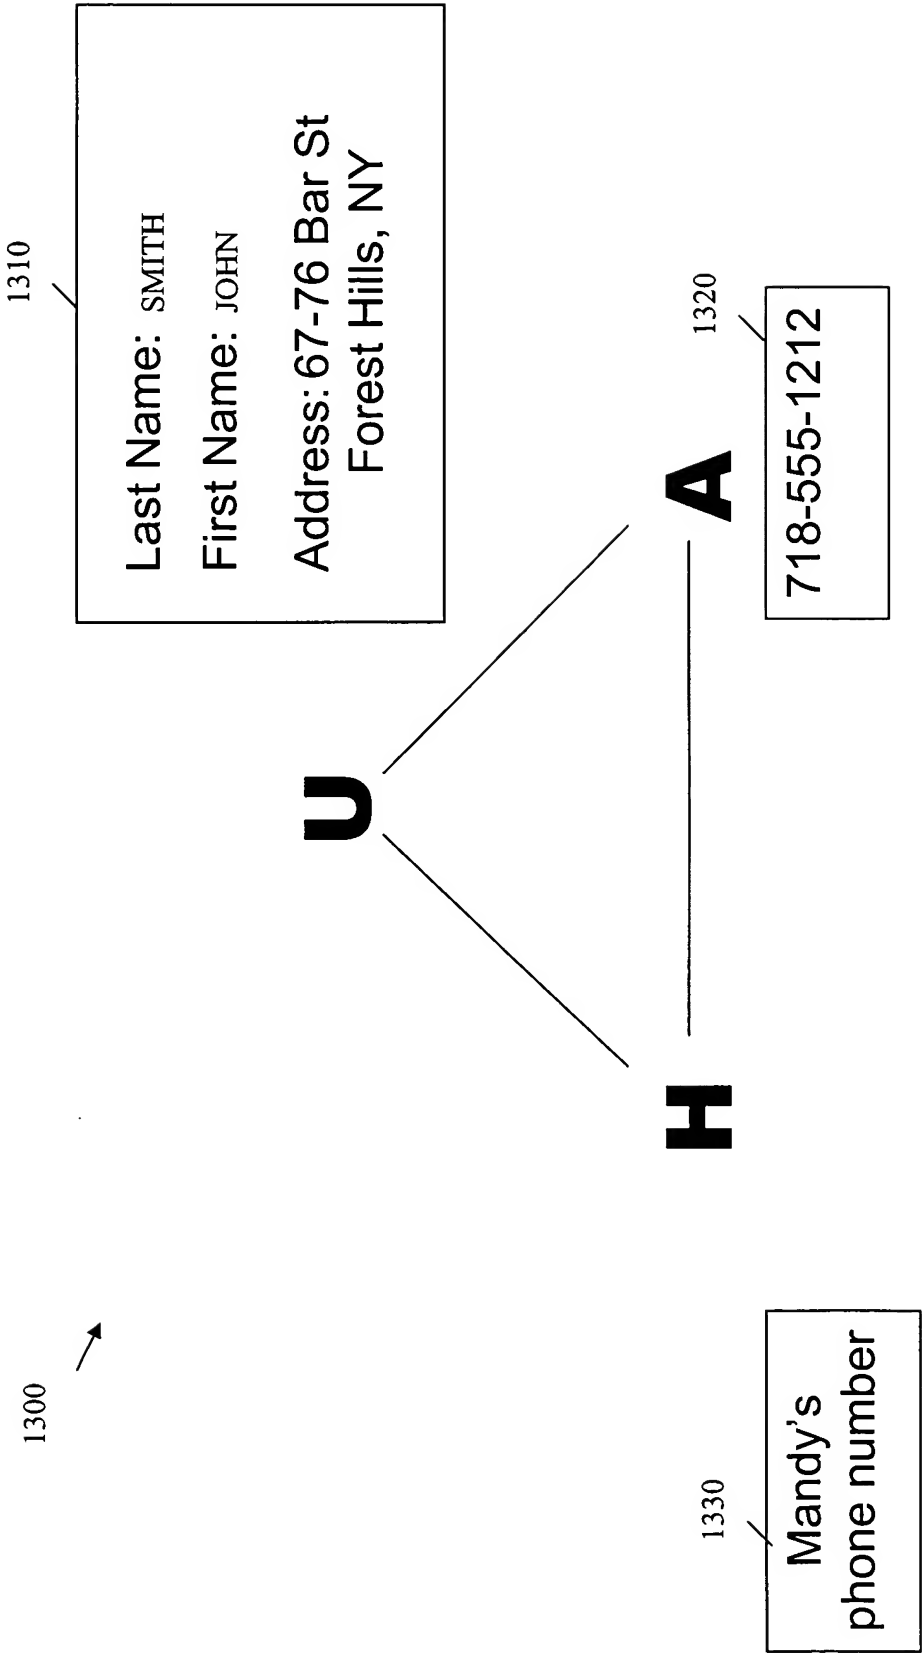 1300
1310
Last Name: SMITH
First Name: JOHN
Address: 67-76 Bar St
Forest Hills, NY
U
H
A
1330
Mandy's
phone number
1320
718-555-1212